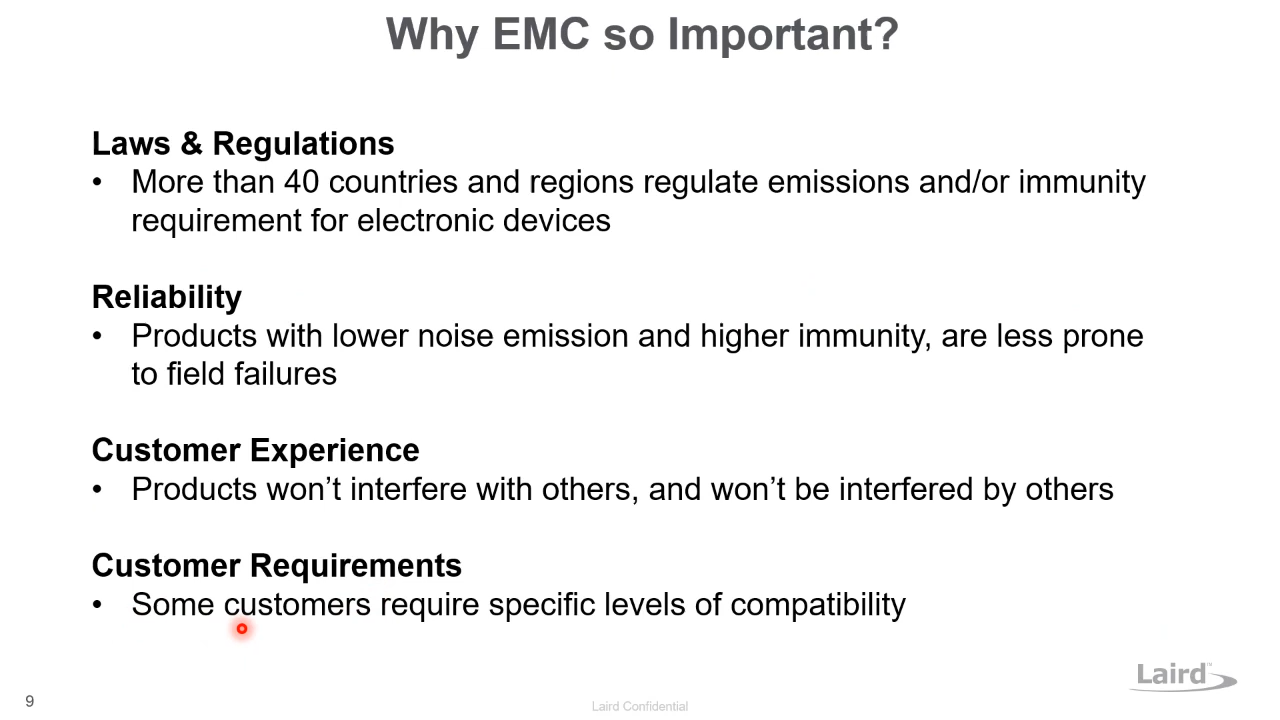 Why EMC so Important?
Laws & Regulations
• More than 40 countries and regions regulate emissions and/or immunity
requirement for electronic devices
Reliability
• Products with lower noise emission and higher immunity, are less prone
to field failures
Customer Experience
• Products won’t interfere with others, and won’t be interfered by others
Customer Requirements
• Some customers require specific levels of compatibility
Laird™
9
Laird Confidential